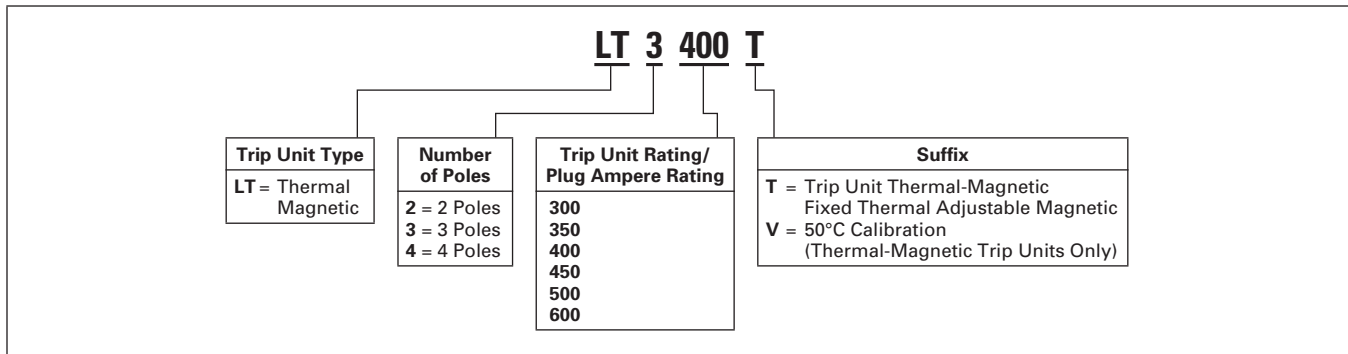 LT 3 400 T
Trip Unit Type
LT = Thermal
Magnetic
Number
of Poles
2 = 2 Poles
3 = 3 Poles
4 = 4 Poles
Trip Unit Rating/
Plug Ampere Rating
300
350
400
450
500
600
Suffix
T = Trip Unit Thermal-Magnetic
Fixed Thermal Adjustable Magnetic
V = 50°C Calibration
(Thermal-Magnetic Trip Units Only)